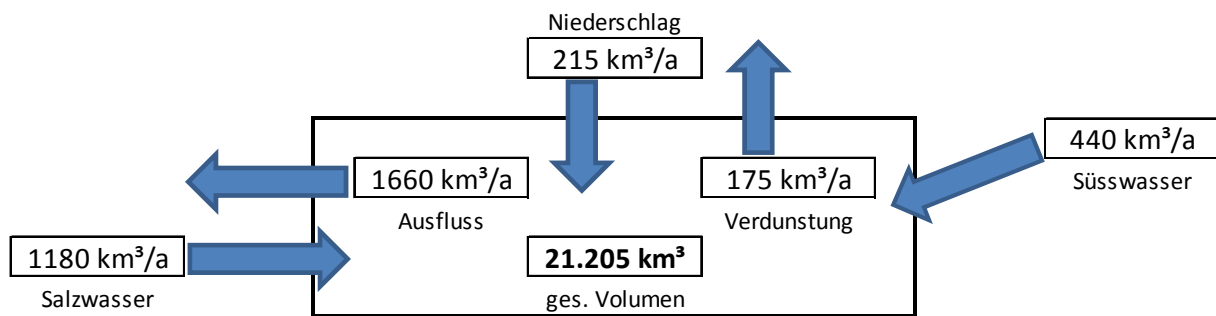 Niederschlag
215 km³/a
440 km³/a
Süsswasser
1660 km³/a
Ausfluss
175 km³/a
Verdunstung
1180 km³/a
Salzwasser
21.205 km³
ges. Volumen